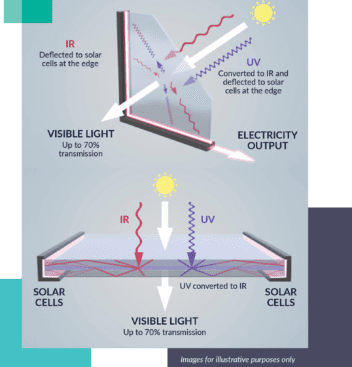 IR
Deflected to solar
cells at the edge
UV
Converted to IR and
deflected to solar
cells at the edge
VISIBLE LIGHT
Up to 70%
transmission
ELECTRICITY
OUTPUT
IR
UV
UV converted to IR
SOLAR
CELLS
SOLAR
CELLS
VISIBLE LIGHT
Up to 70% transmission
Images for illustrative purposes only